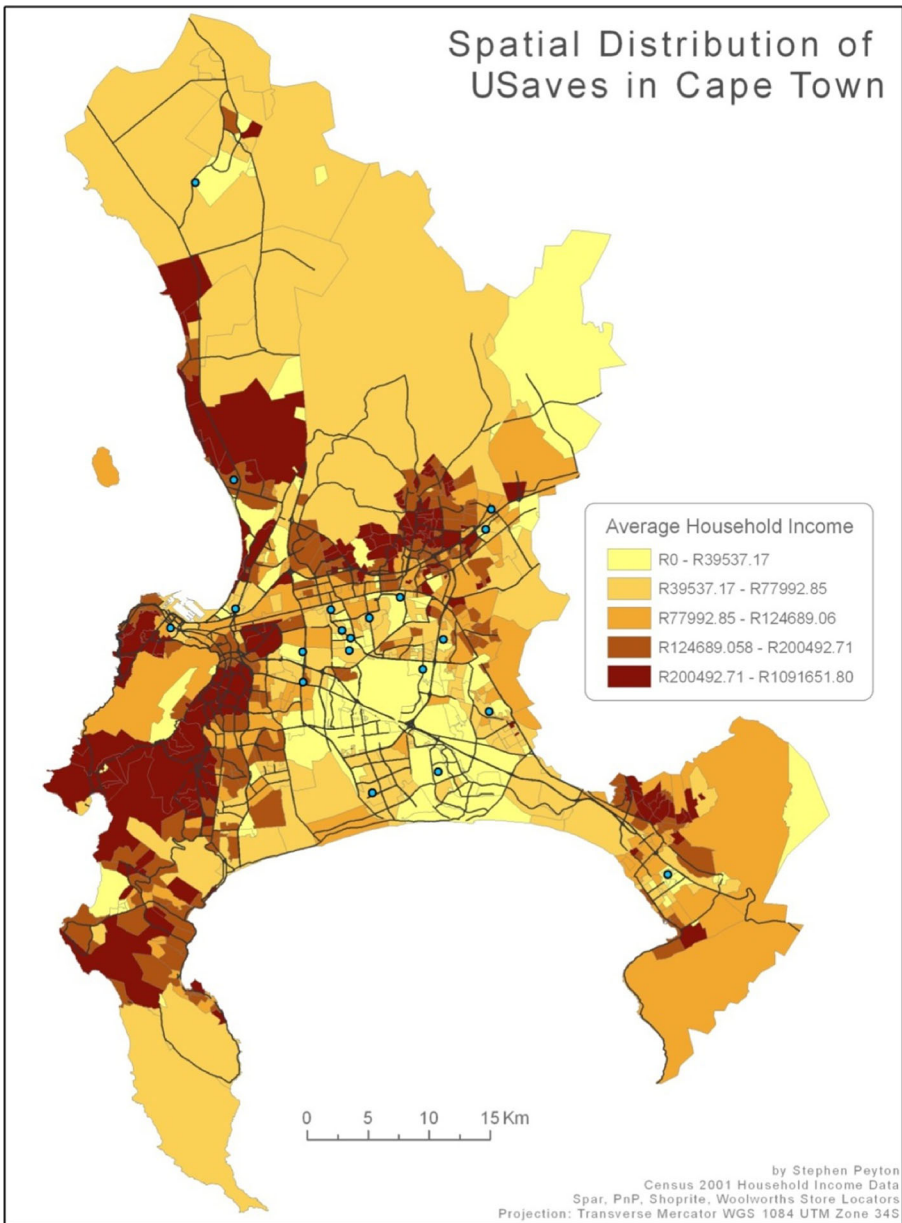 Spatial Distribution of
USaves in Cape Town
Average Household Income
R0 - R39537.17
R39537.17 - R77992.85
R77992.85 - R124689.06
R124689.058 - R200492.71
R200492.71 - R1091651.80
0 5 10 15 Km
by Stephen Peyton
Census 2001 Household Income Data
Spar, PnP, Shoprite, Woolworths Store Locators
Projection: Transverse Mercator WGS 1084 UTM Zone 34S